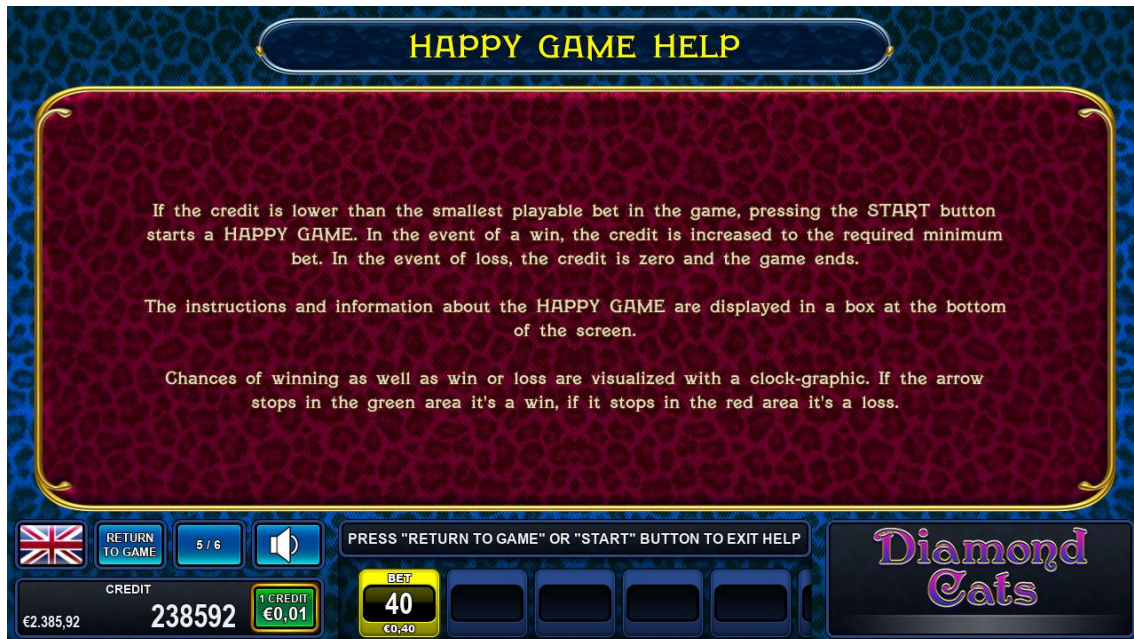 HAPPY GAME HELP
If the credit is lower than the smallest playable bet in the game, pressing the START button
starts a HAPPY GAME. In the event of a win, the credit is increased to the required minimum
bet. In the event of loss, the credit is zero and the game ends.
The instructions and information about the HAPPY GAME are displayed in a box at the bottom
of the screen.
Chances of winning as well as win or loss are visualized with a clock-graphic. If the arrow
stops in the green area it's a win, if it stops in the red area it's a loss.
RETURN
TO GAME
5 / 6
PRESS "RETURN TO GAME" OR "START" BUTTON TO EXIT HELP
CREDIT
€2.385,92
238592
1 CREDIT
€0,01
BET
40
€0,40
Diamond
Cats